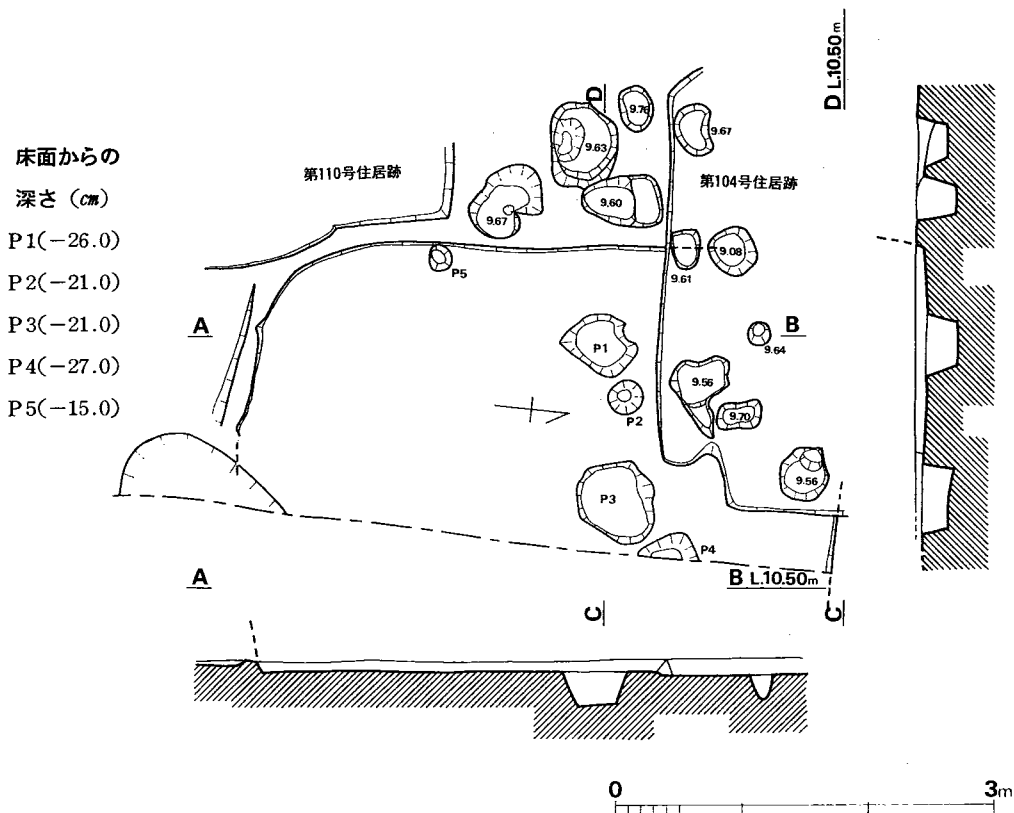 床面からの
深さ (cm)
P1(−26.0)
P2(−21.0)
P3(−21.0)
P4(−27.0)
P5(−15.0)
D L.10.50m
D
9.76
9.67
9.63
第110号住居跡
第104号住居跡
9.60
9.67
9.08
P5
9.61
A
B
P1
9.64
9.56
P2
9.70
9.56
P3
P4
A
B L.10.50m
C
C
0
3m